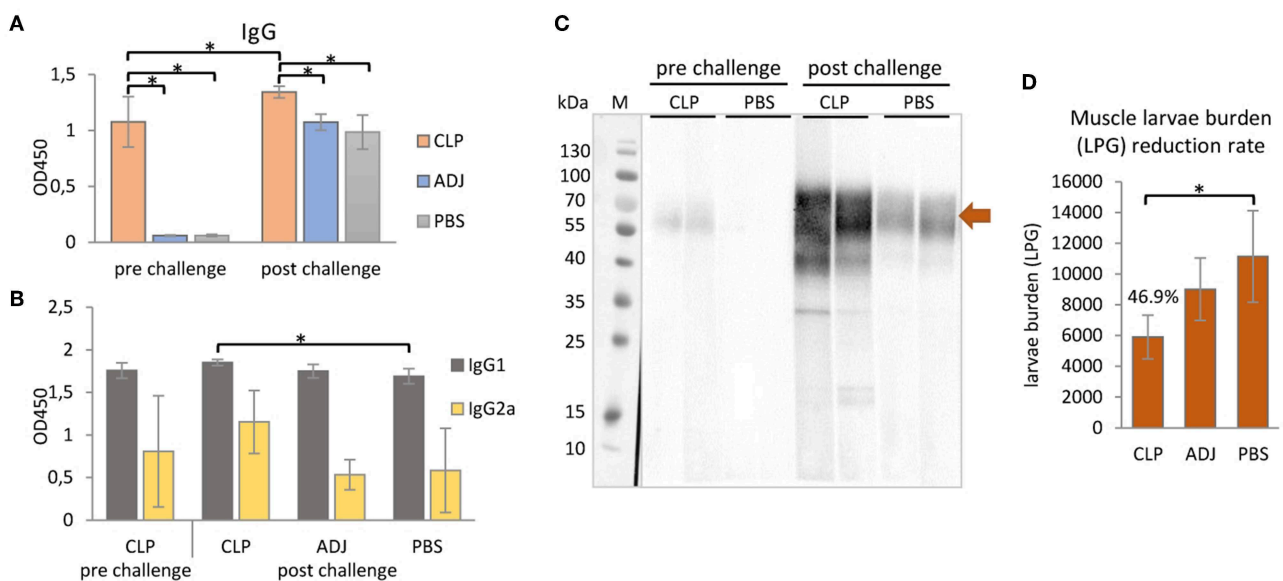 A
IgG
*
*
*
*
*
1,5
1
0,5
0
OD450
CLP
ADJ
PBS
pre challenge
post challenge
B
2,5
2
1,5
1
0,5
0
OD450
*
IgG1
IgG2a
CLP
CLP
ADJ
PBS
pre challenge
post challenge
C
pre challenge
post challenge
kDa
M
CLP
PBS
CLP
PBS
130
100
70
55
40
35
25
15
10
D
Muscle larvae burden
(LPG) reduction rate
16000
14000
12000
10000
8000
6000
4000
2000
0
larvae burden (LPG)
*
46.9%
CLP
ADJ
PBS